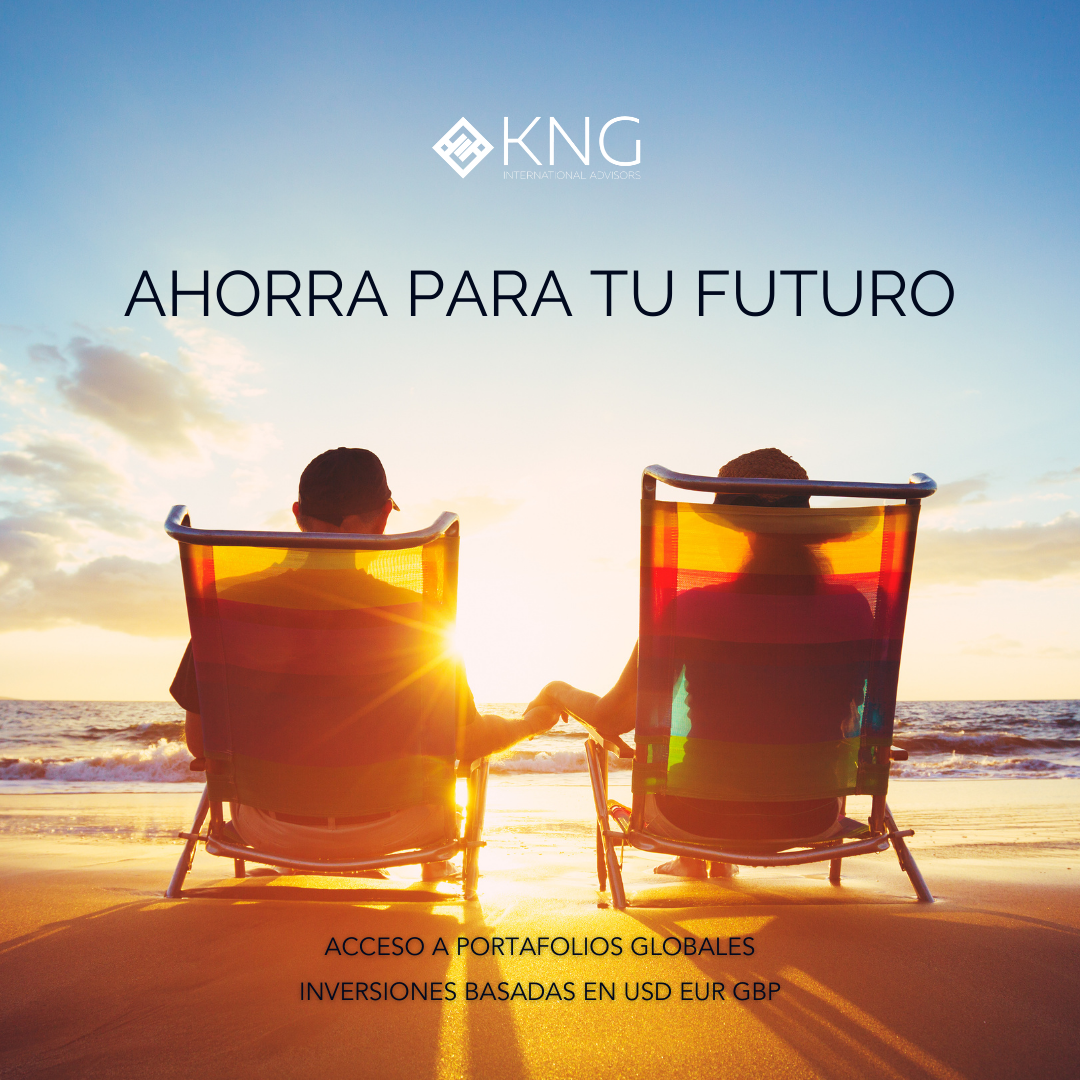 KNG
INTERNATIONAL ADVISORS
AHORRA PARA TU FUTURO
ACCESO A PORTAFOLIOS GLOBALES
INVERSIONES BASADAS EN USD EUR GBP